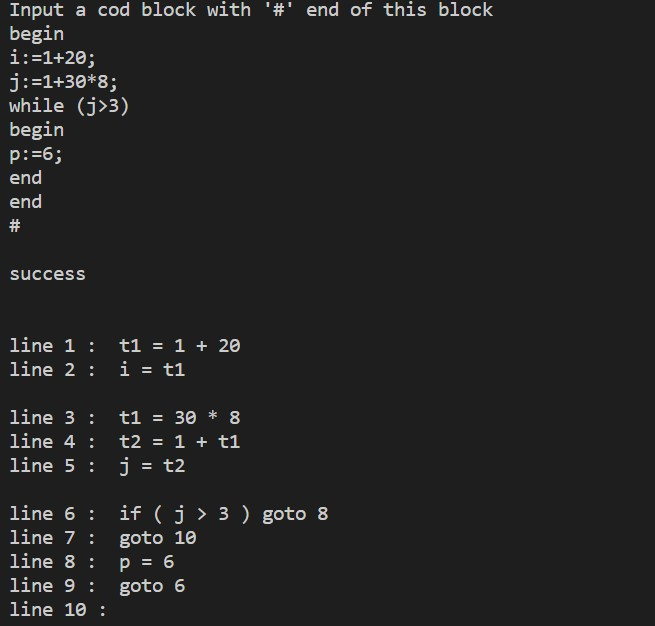 Input a cod block with '#' end of this block
begin
i:=1+20;
j:=1+30*8;
while (j>3)
begin
p:=6;
end
end
#
success
line 1 :  t1 = 1 + 20
line 2 :  i = t1
line 3 :  t1 = 30 * 8
line 4 :  t2 = 1 + t1
line 5 :  j = t2
line 6 :  if ( j > 3 ) goto 8
line 7 :  goto 10
line 8 :  p = 6
line 9 :  goto 6
line 10 :